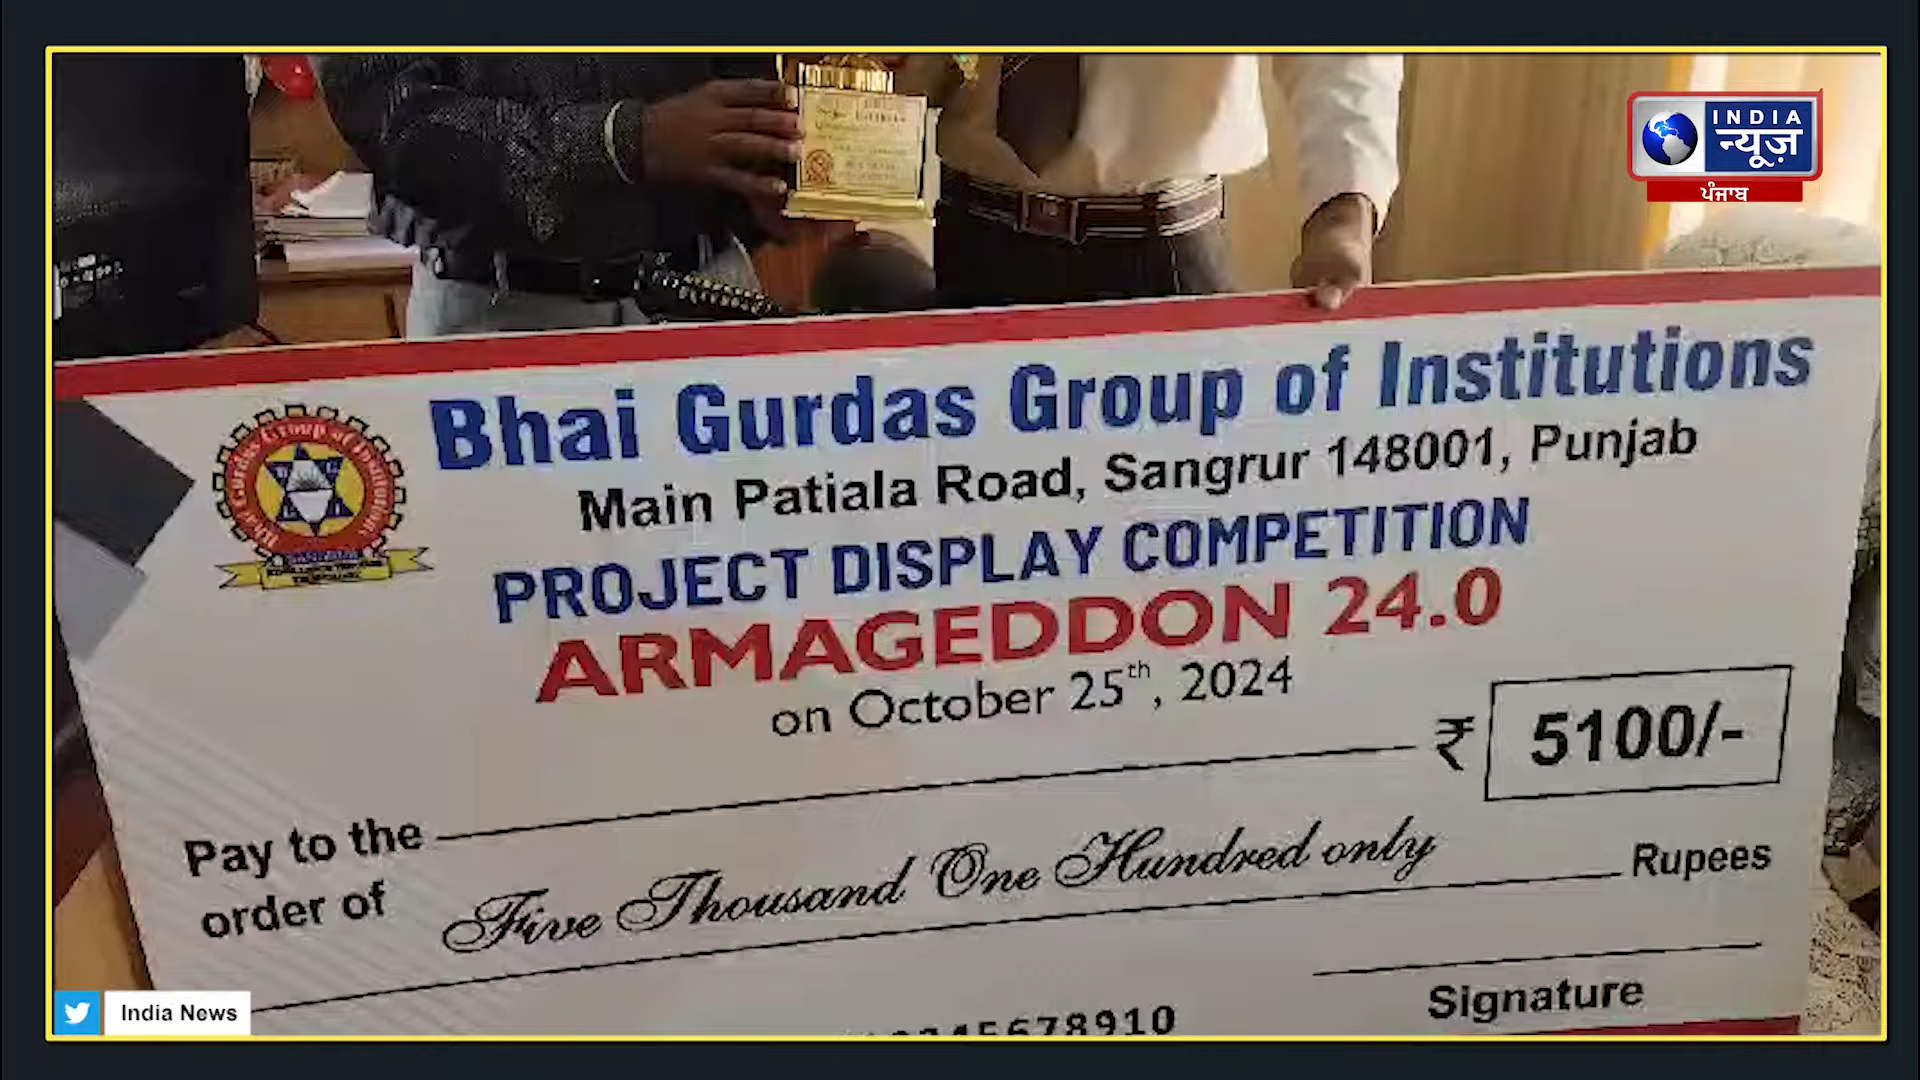 INDIA
न्यूज़
ਪੰਜਾਬ
Bhai Gurdas Group of Institutions
Main Patiala Road, Sangrur 148001, Punjab
PROJECT DISPLAY COMPETITION
ARMAGEDDON 24.0
on October 25th, 2024
₹ 5100/-
Pay to the
order of
Five Thousand One Hundred only
Rupees
Signature
345678910
India News